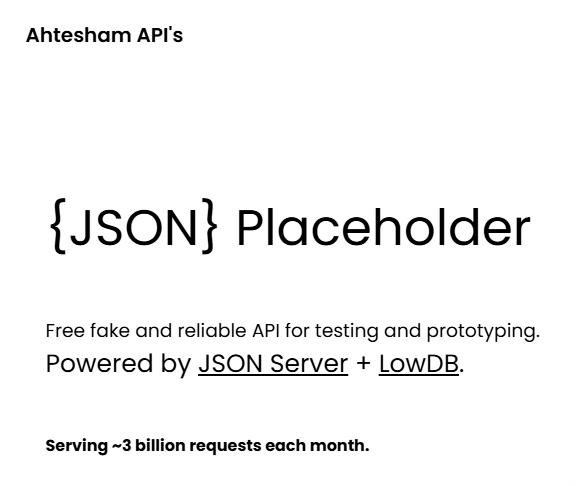 Ahtesham API's
{JSON} Placeholder
Free fake and reliable API for testing and prototyping.
Powered by JSON Server + LowDB.
Serving ~3 billion requests each month.